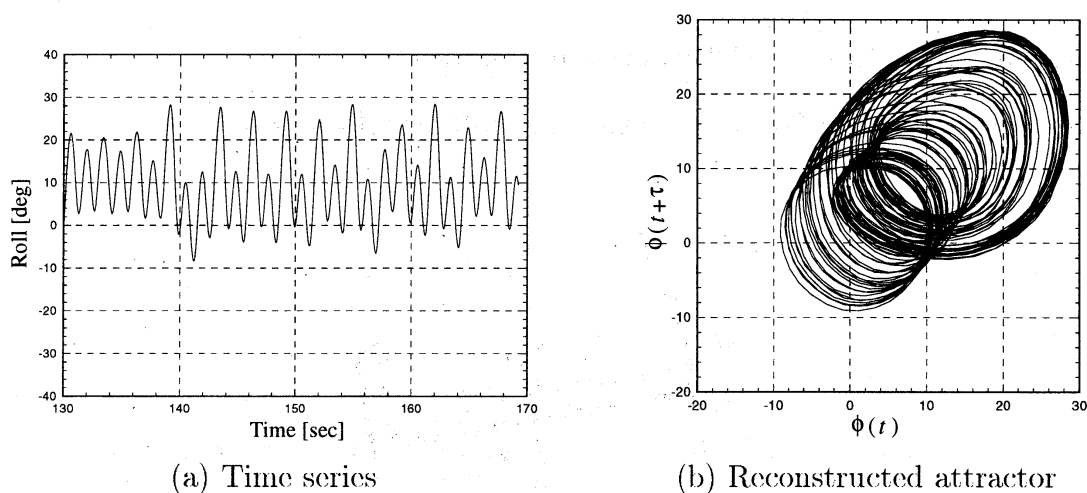 40
30
20
10
0
-10
-20
-30
-40
Roll [deg]
130 140 150 160 170
Time [sec]
(a) Time series
30
20
10
0
-10
-20
ϕ(t+τ)
-20 -10 0 10 20 30
ϕ(t)
(b) Reconstructed attractor